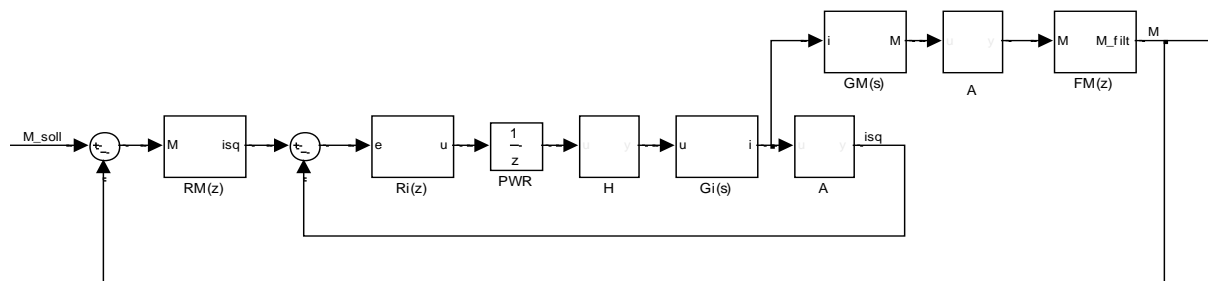 i
M
u
y
M
M_filt
M
GM(s)
A
FM(z)
M_soll
+
-
M
isq
+
-
e
u
1
z
u
y
u
i
u
y
isq
RM(z)
Ri(z)
PWR
H
Gi(s)
A